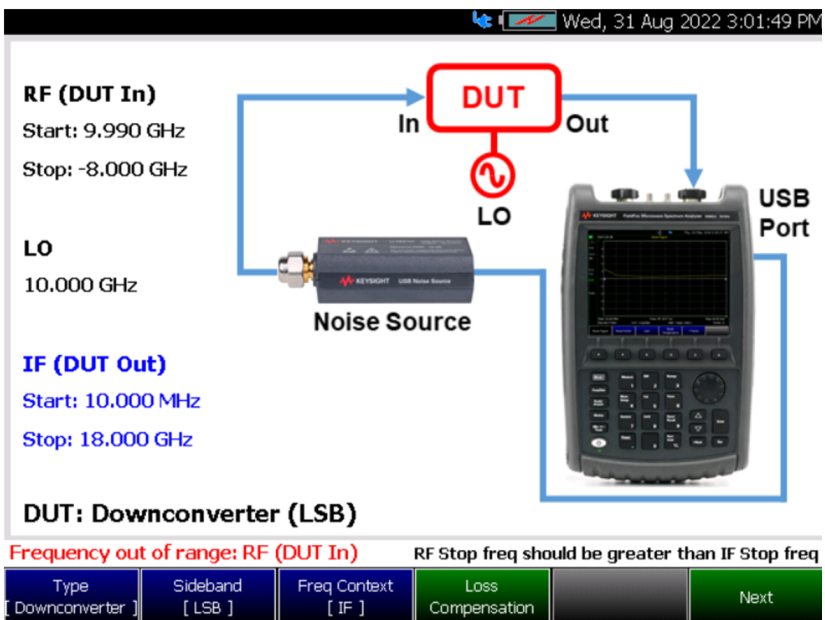 Wed, 31 Aug 2022 3:01:49 PM
RF (DUT In)
Start: 9.990 GHz
Stop: -8.000 GHz
LO
10.000 GHz
IF (DUT Out)
Start: 10.000 MHz
Stop: 18.000 GHz
DUT: Downconverter (LSB)
DUT
In
Out
LO
Noise Source
KEYSIGHT USB Noise Source
USB
Port
Frequency out of range: RF (DUT In)
RF Stop freq should be greater than IF Stop freq
Type
[ Downconverter ]
Sideband
[ LSB ]
Freq Context
[ IF ]
Loss
Compensation
Next